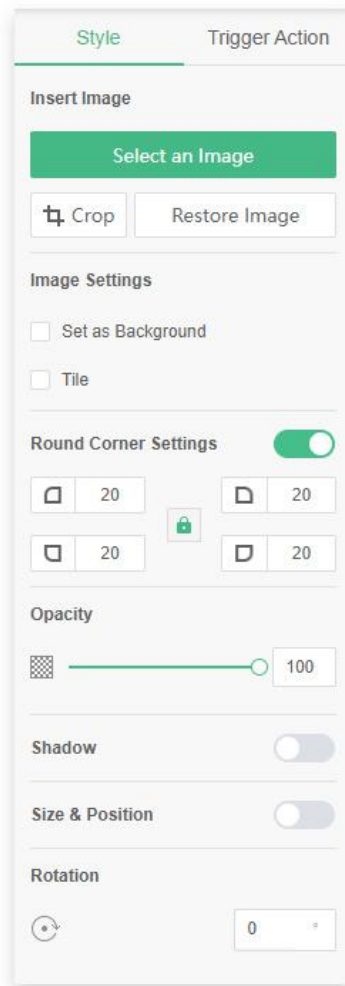 Style Trigger Action
Insert Image
Select an Image
Crop Restore Image
Image Settings
Set as Background
Tile
Round Corner Settings
20 20
20 20
Opacity
100
Shadow
Size & Position
Rotation
0 °